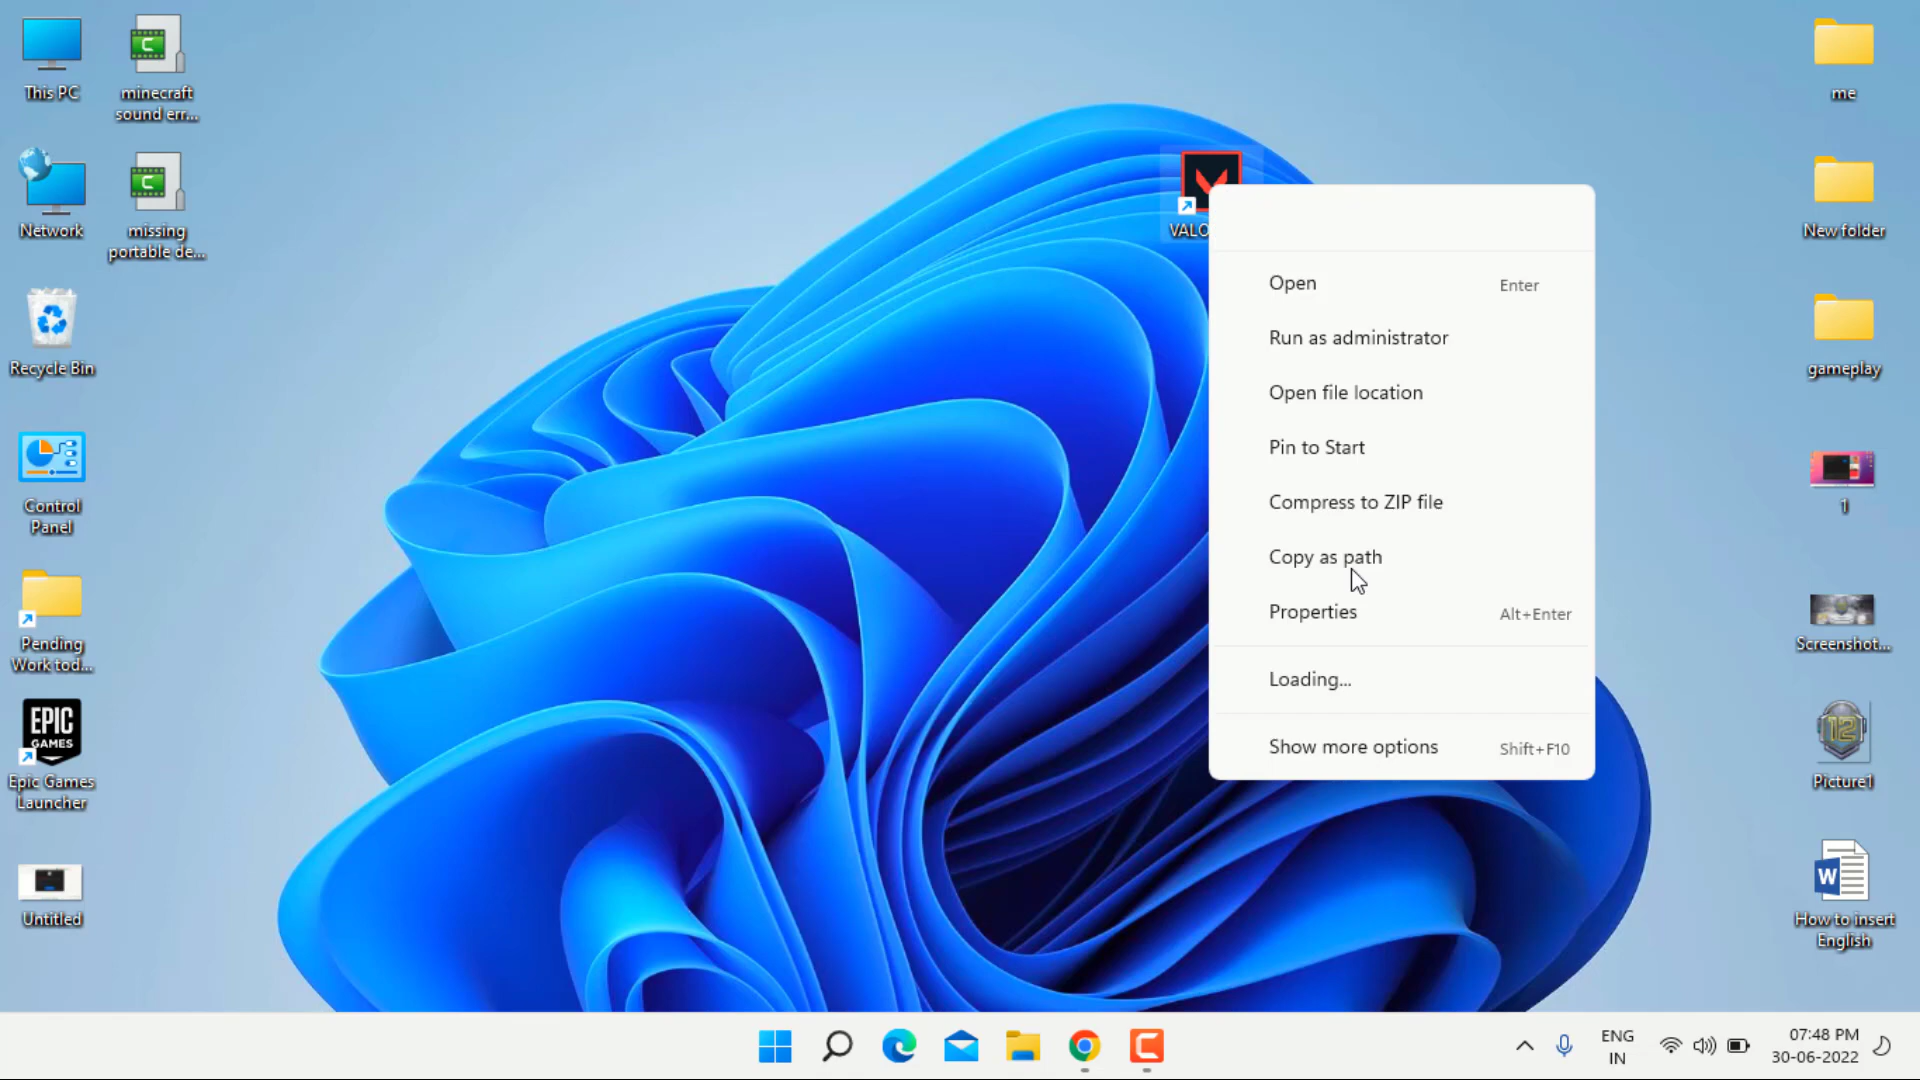 This PC
minecraft
sound err...
Network
missing
portable de...
Recycle Bin
Control
Panel
Pending
Work tod...
EPIC
GAMES
Epic Games
Launcher
Untitled
VALO
Open Enter
Run as administrator
Open file location
Pin to Start
Compress to ZIP file
Copy as path
Properties Alt+Enter
Loading...
Show more options Shift+F10
me
New folder
gameplay
1
Screenshot...
12
Picture1
W
How to insert
English
ENG
IN
07:48 PM
30-06-2022